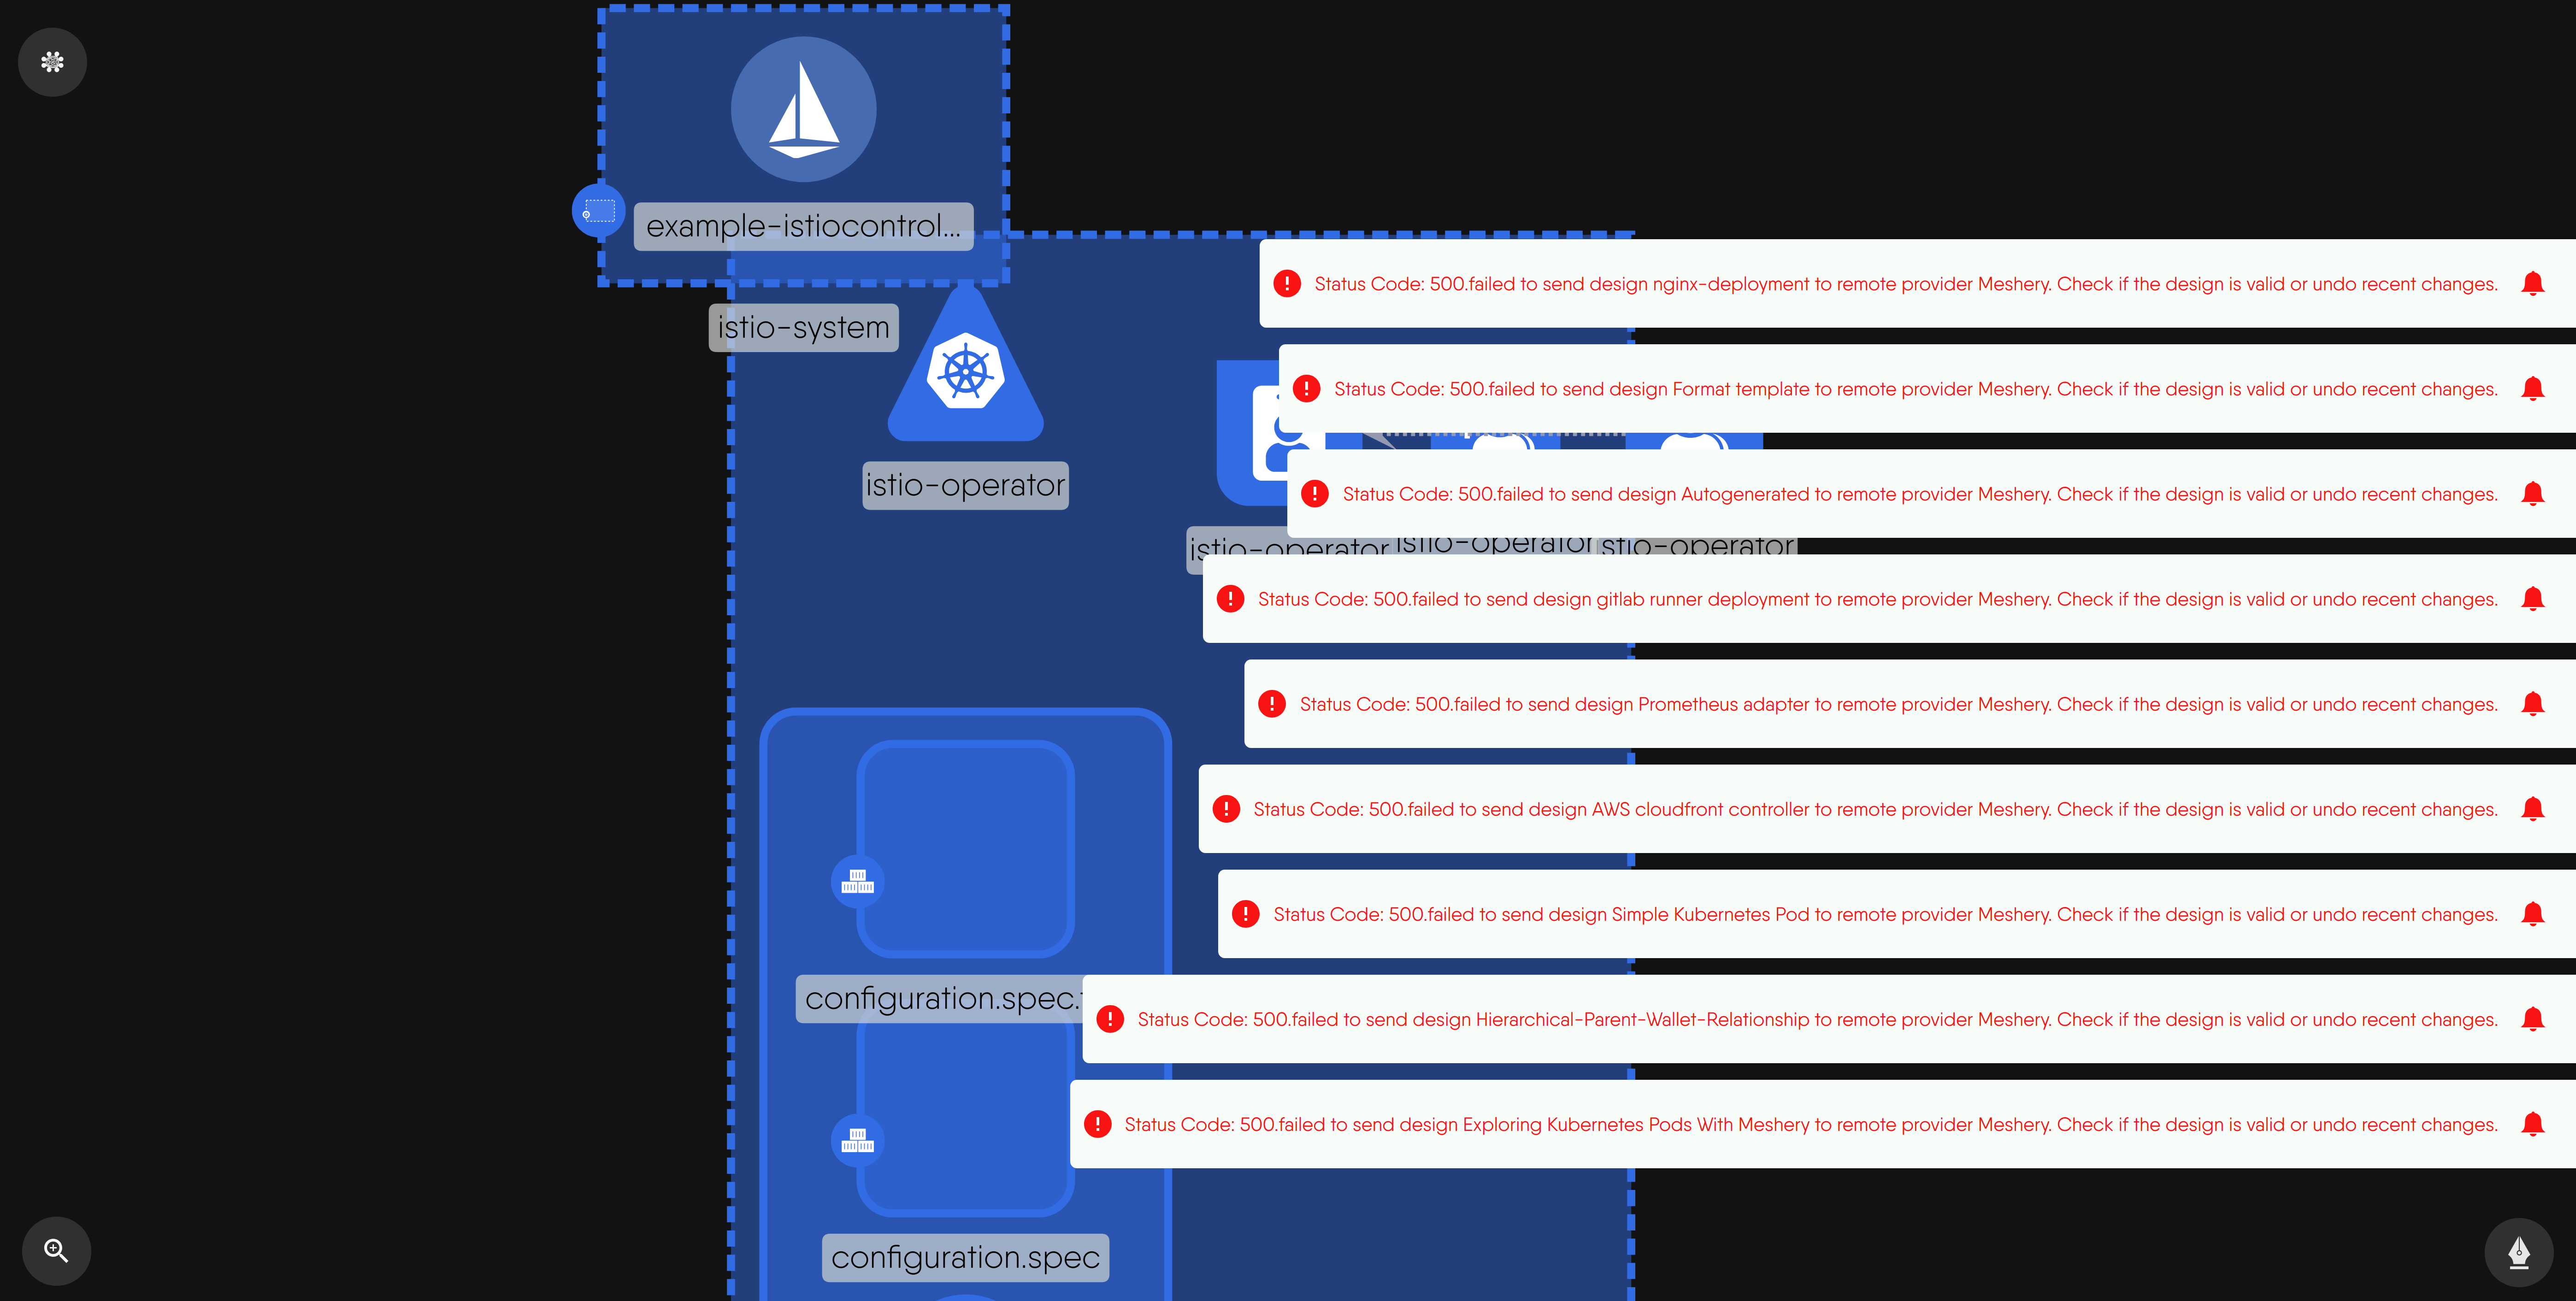 example-istiocontrol...
istio-system
istio-operator
Status Code: 500.failed to send design nginx-deployment to remote provider Meshery. Check if the design is valid or undo recent changes.
Status Code: 500.failed to send design Format template to remote provider Meshery. Check if the design is valid or undo recent changes.
Status Code: 500.failed to send design Autogenerated to remote provider Meshery. Check if the design is valid or undo recent changes.
istio-operator istio-operator istio-operator
Status Code: 500.failed to send design gitlab runner deployment to remote provider Meshery. Check if the design is valid or undo recent changes.
Status Code: 500.failed to send design Prometheus adapter to remote provider Meshery. Check if the design is valid or undo recent changes.
Status Code: 500.failed to send design AWS cloudfront controller to remote provider Meshery. Check if the design is valid or undo recent changes.
Status Code: 500.failed to send design Simple Kubernetes Pod to remote provider Meshery. Check if the design is valid or undo recent changes.
configuration.spec.
Status Code: 500.failed to send design Hierarchical-Parent-Wallet-Relationship to remote provider Meshery. Check if the design is valid or undo recent changes.
Status Code: 500.failed to send design Exploring Kubernetes Pods With Meshery to remote provider Meshery. Check if the design is valid or undo recent changes.
configuration.spec